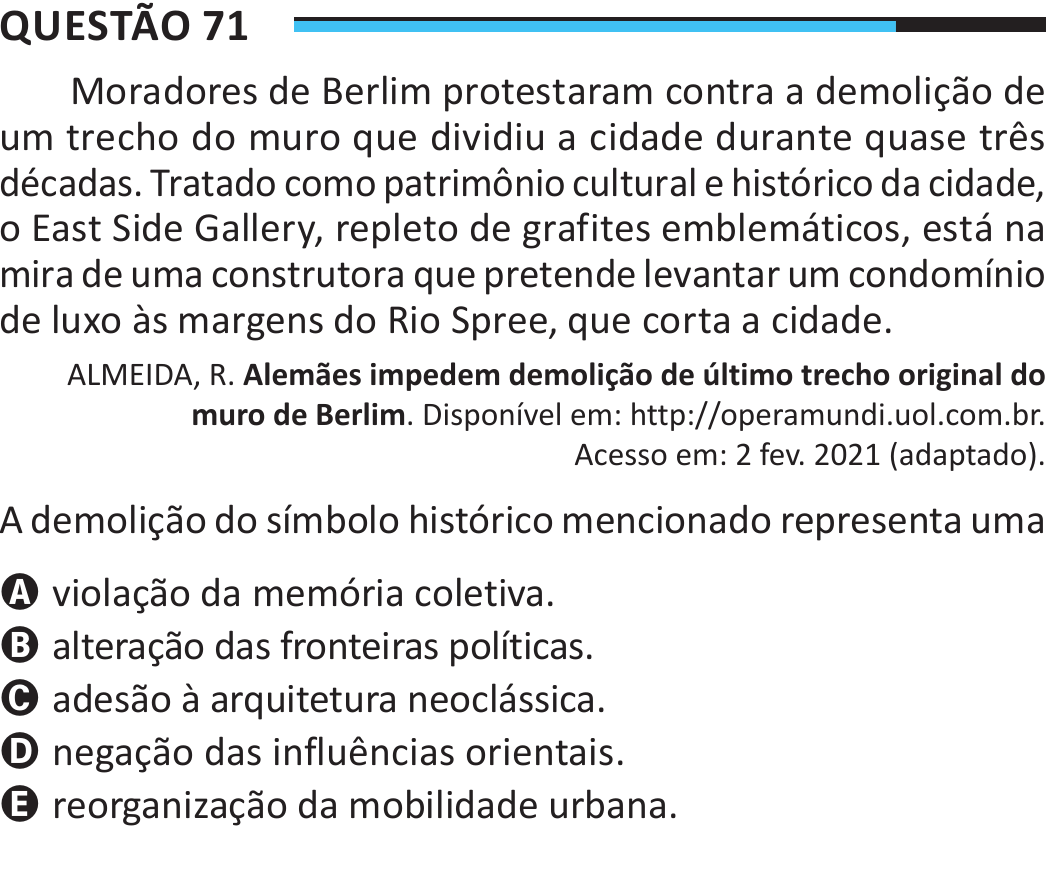 QUESTÃO 71
Moradores de Berlim protestaram contra a demolição de
um trecho do muro que dividiu a cidade durante quase três
décadas. Tratado como patrimônio cultural e histórico da cidade,
o East Side Gallery, repleto de grafites emblemáticos, está na
mira de uma construtora que pretende levantar um condomínio
de luxo às margens do Rio Spree, que corta a cidade.
ALMEIDA, R. Alemães impedem demolição de último trecho original do
muro de Berlim. Disponível em: http://operamundi.uol.com.br.
Acesso em: 2 fev. 2021 (adaptado).
A demolição do símbolo histórico mencionado representa uma
A violação da memória coletiva.
B alteração das fronteiras políticas.
C adesão à arquitetura neoclássica.
D negação das influências orientais.
E reorganização da mobilidade urbana.